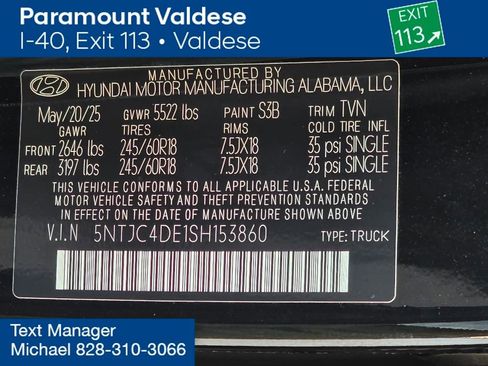 Paramount Valdese
I-40, Exit 113 • Valdese
EXIT
113
MANUFACTURED BY
HYUNDAI MOTOR MANUFACTURING ALABAMA, LLC
May/20/25 GVWR 5522 lbs PAINT S3B TRIM TVN
GAWR TIRES RIMS COLD TIRE INFL
FRONT 2646 lbs 245/60R18 7.5JX18 35 psi SINGLE
REAR 3197 lbs 245/60R18 7.5JX18 35 psi SINGLE
THIS VEHICLE CONFORMS TO ALL APPLICABLE U.S.A. FEDERAL
MOTOR VEHICLE SAFETY AND THEFT PREVENTION STANDARDS
IN EFFECT ON THE DATE OF MANUFACTURE SHOWN ABOVE.
V.I.N 5NTJC4DE1SH153860 TYPE: TRUCK
Text Manager
Michael 828-310-3066